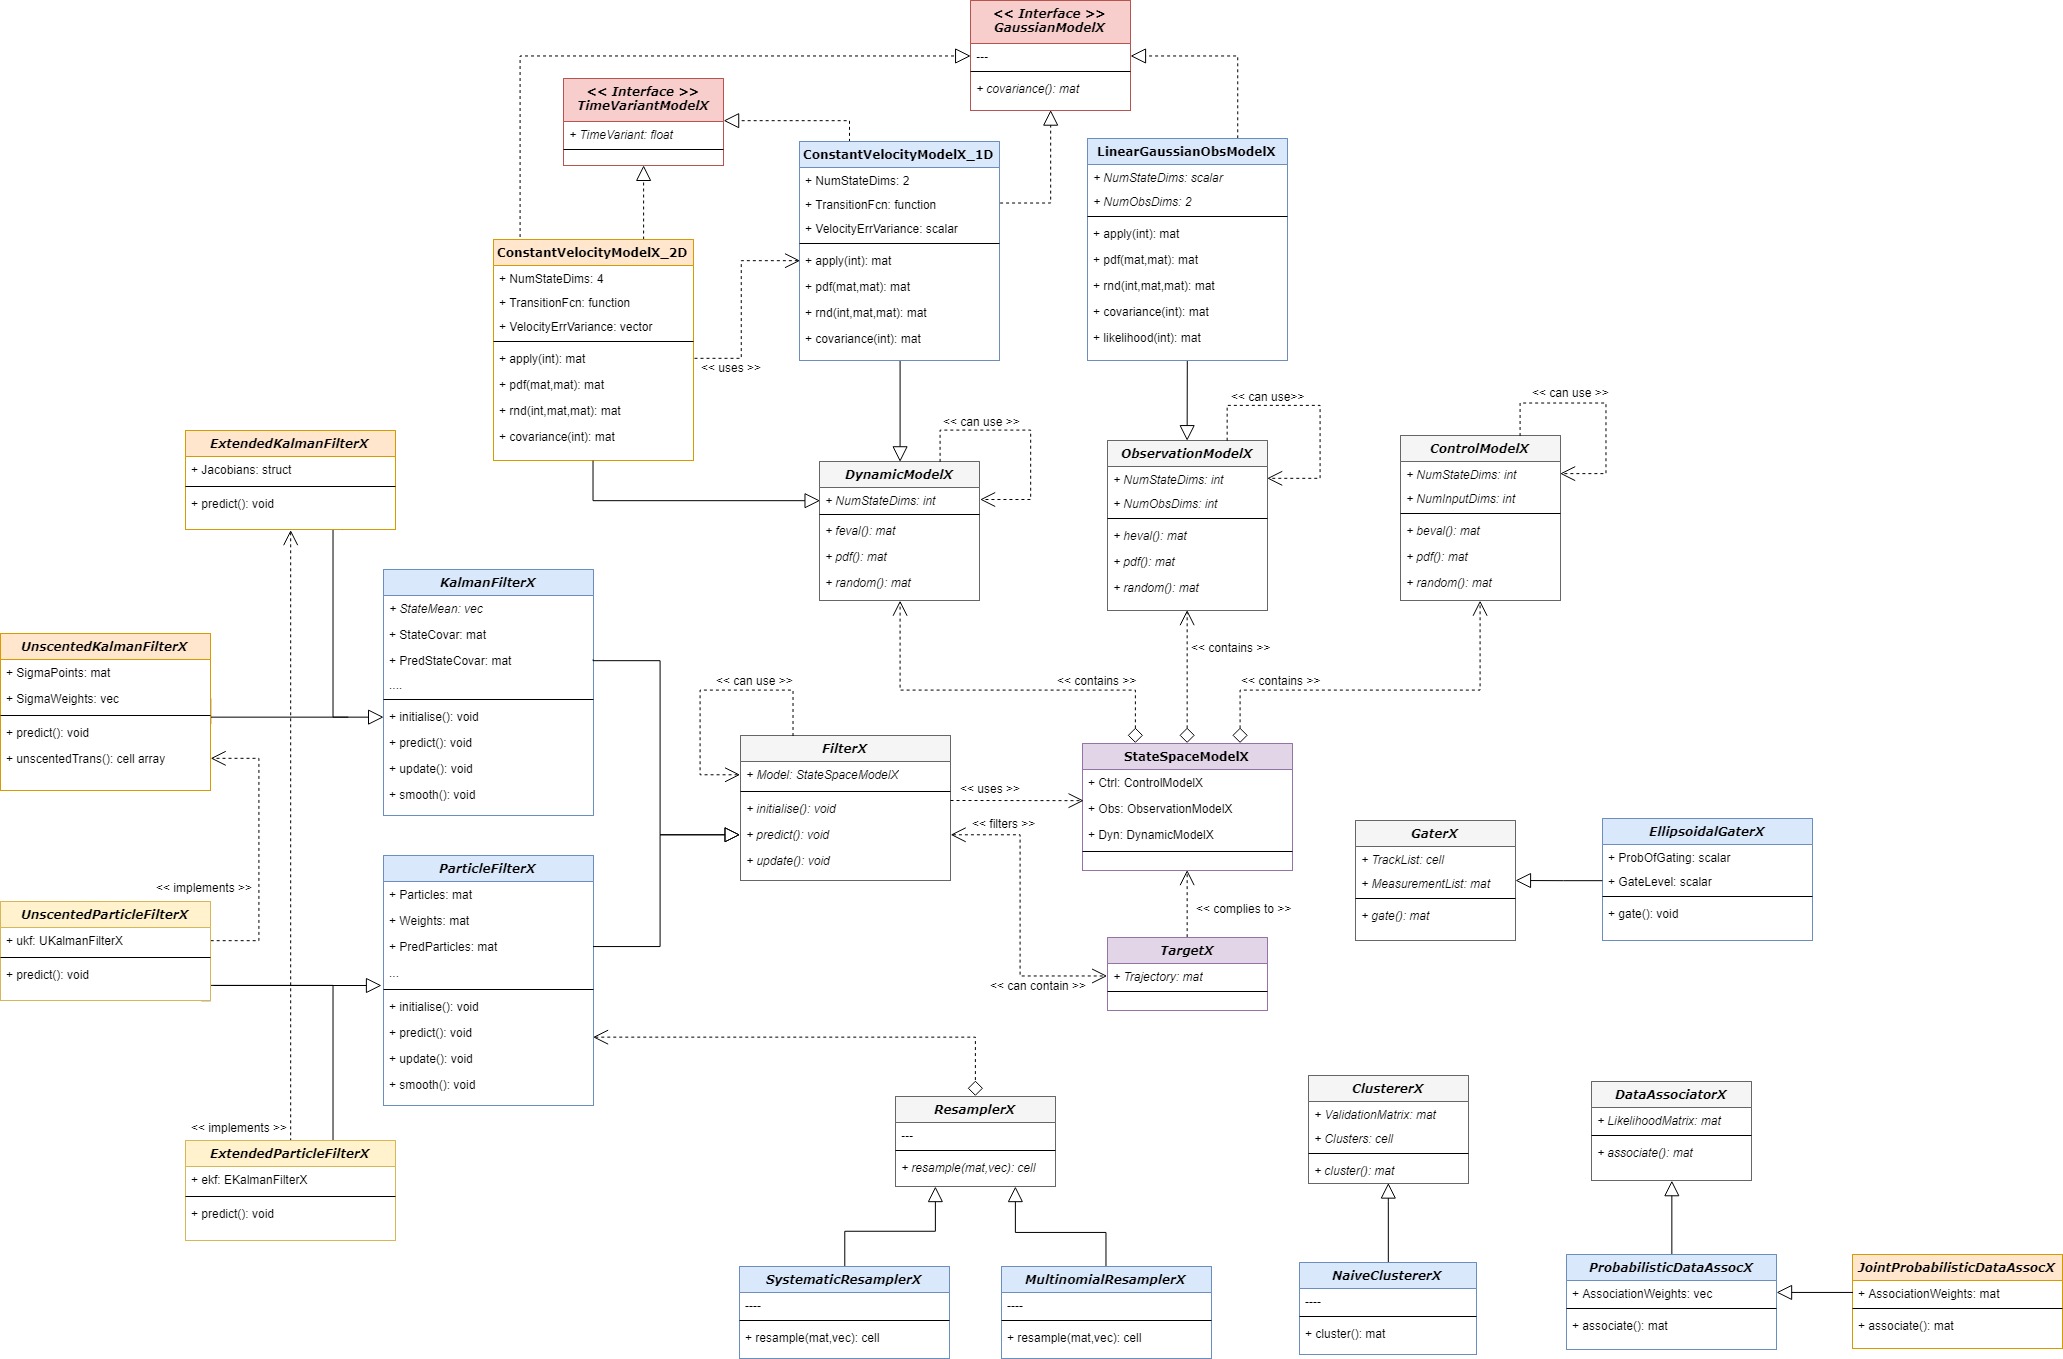 << Interface >>
GaussianModelX
---
+ covariance(): mat
<< Interface >>
TimeVariantModelX
+ TimeVariant: float
ConstantVelocityModelX_1D
+ NumStateDims: 2
+ TransitionFcn: function
+ VelocityErrVariance: scalar
+ apply(int): mat
+ pdf(mat,mat): mat
+ rnd(int,mat,mat): mat
+ covariance(int): mat
LinearGaussianObsModelX
+ NumStateDims: scalar
+ NumObsDims: 2
+ apply(int): mat
+ pdf(mat,mat): mat
+ rnd(int,mat,mat): mat
+ covariance(int): mat
+ likelihood(int): mat
ConstantVelocityModelX_2D
+ NumStateDims: 4
+ TransitionFcn: function
+ VelocityErrVariance: vector
+ apply(int): mat
+ pdf(mat,mat): mat
+ rnd(int,mat,mat): mat
+ covariance(int): mat
<< uses >>
<< can use >>
<< can use>>
<< can use >>
DynamicModelX
+ NumStateDims: int
+ feval(): mat
+ pdf(): mat
+ random(): mat
ObservationModelX
+ NumStateDims: int
+ NumObsDims: int
+ heval(): mat
+ pdf(): mat
+ random(): mat
ControlModelX
+ NumStateDims: int
+ NumInputDims: int
+ beval(): mat
+ pdf(): mat
+ random(): mat
ExtendedKalmanFilterX
+ Jacobians: struct
+ predict(): void
KalmanFilterX
+ StateMean: vec
+ StateCovar: mat
+ PredStateCovar: mat
....
+ initialise(): void
+ predict(): void
+ update(): void
+ smooth(): void
UnscentedKalmanFilterX
+ SigmaPoints: mat
+ SigmaWeights: vec
+ predict(): void
+ unscentedTrans(): cell array
<< contains >>
<< contains >>
<< contains >>
<< can use >>
FilterX
+ Model: StateSpaceModelX
+ initialise(): void
+ predict(): void
+ update(): void
<< uses >>
<< filters >>
StateSpaceModelX
+ Ctrl: ControlModelX
+ Obs: ObservationModelX
+ Dyn: DynamicModelX
<< complies to >>
TargetX
+ Trajectory: mat
<< can contain >>
GaterX
+ TrackList: cell
+ MeasurementList: mat
+ gate(): mat
EllipsoidalGaterX
+ ProbOfGating: scalar
+ GateLevel: scalar
+ gate(): void
<< implements >>
UnscentedParticleFilterX
+ ukf: UKalmanFilterX
+ predict(): void
ParticleFilterX
+ Particles: mat
+ Weights: mat
+ PredParticles: mat
...
+ initialise(): void
+ predict(): void
+ update(): void
+ smooth(): void
<< implements >>
ExtendedParticleFilterX
+ ekf: EKalmanFilterX
+ predict(): void
ResamplerX
---
+ resample(mat,vec): cell
ClustererX
+ ValidationMatrix: mat
+ Clusters: cell
+ cluster(): mat
DataAssociatorX
+ LikelihoodMatrix: mat
+ associate(): mat
SystematicResamplerX
----
+ resample(mat,vec): cell
MultinomialResamplerX
----
+ resample(mat,vec): cell
NaiveClustererX
----
+ cluster(): mat
ProbabilisticDataAssocX
+ AssociationWeights: vec
+ associate(): mat
JointProbabilisticDataAssocX
+ AssociationWeights: mat
+ associate(): mat